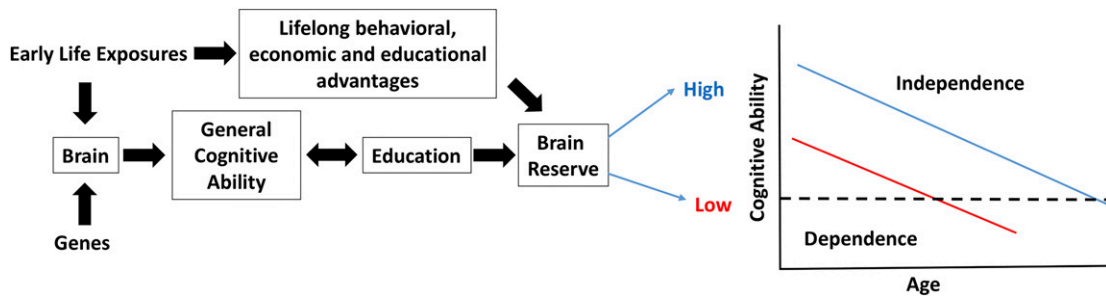 Early Life Exposures
Lifelong behavioral,
economic and educational
advantages
Brain
General
Cognitive
Ability
Education
Brain
Reserve
Genes
High
Low
Cognitive Ability
Independence
Dependence
Age